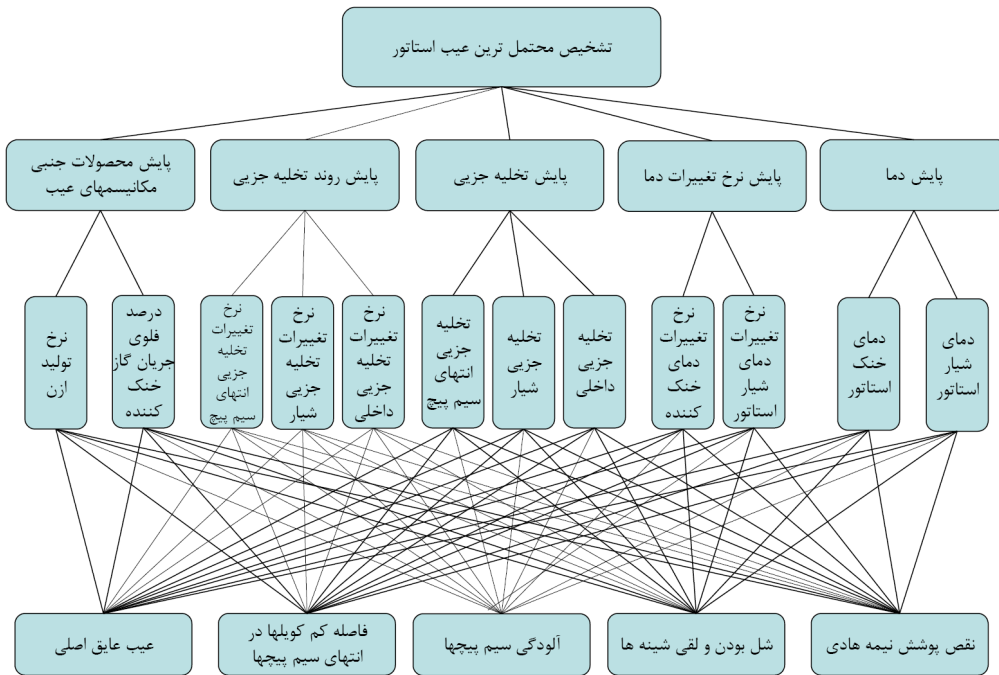 تشخیص محتمل ترین عیب استاتور
پایش دما
پایش نرخ تغییرات دما
پایش تخلیه جزیی
پایش روند تخلیه جزیی
پایش محصولات جنبی
مکانیسمهای عیب
دمای
شیار
استاتور
دمای
خنک
استاتور
نرخ
تغییرات
دمای
شیار
استاتور
نرخ
تغییرات
دمای
خنک
کننده
تخلیه
جزیی
داخلی
تخلیه
جزیی
شیار
تخلیه
جزیی
انتهای
سیم پیچ
نرخ
تغییرات
تخلیه
جزیی
داخلی
نرخ
تغییرات
تخلیه
جزیی
شیار
نرخ
تغییرات
تخلیه
جزیی
انتهای
سیم پیچ
درصد
فلوی
جریان گاز
خنک
کننده
نرخ
تولید
ازن
نقص پوشش نیمه هادی
شل بودن و لقی شینه ها
آلودگی سیم پیچها
فاصله کم کویلها در
انتهای سیم پیچها
عیب عایق اصلی